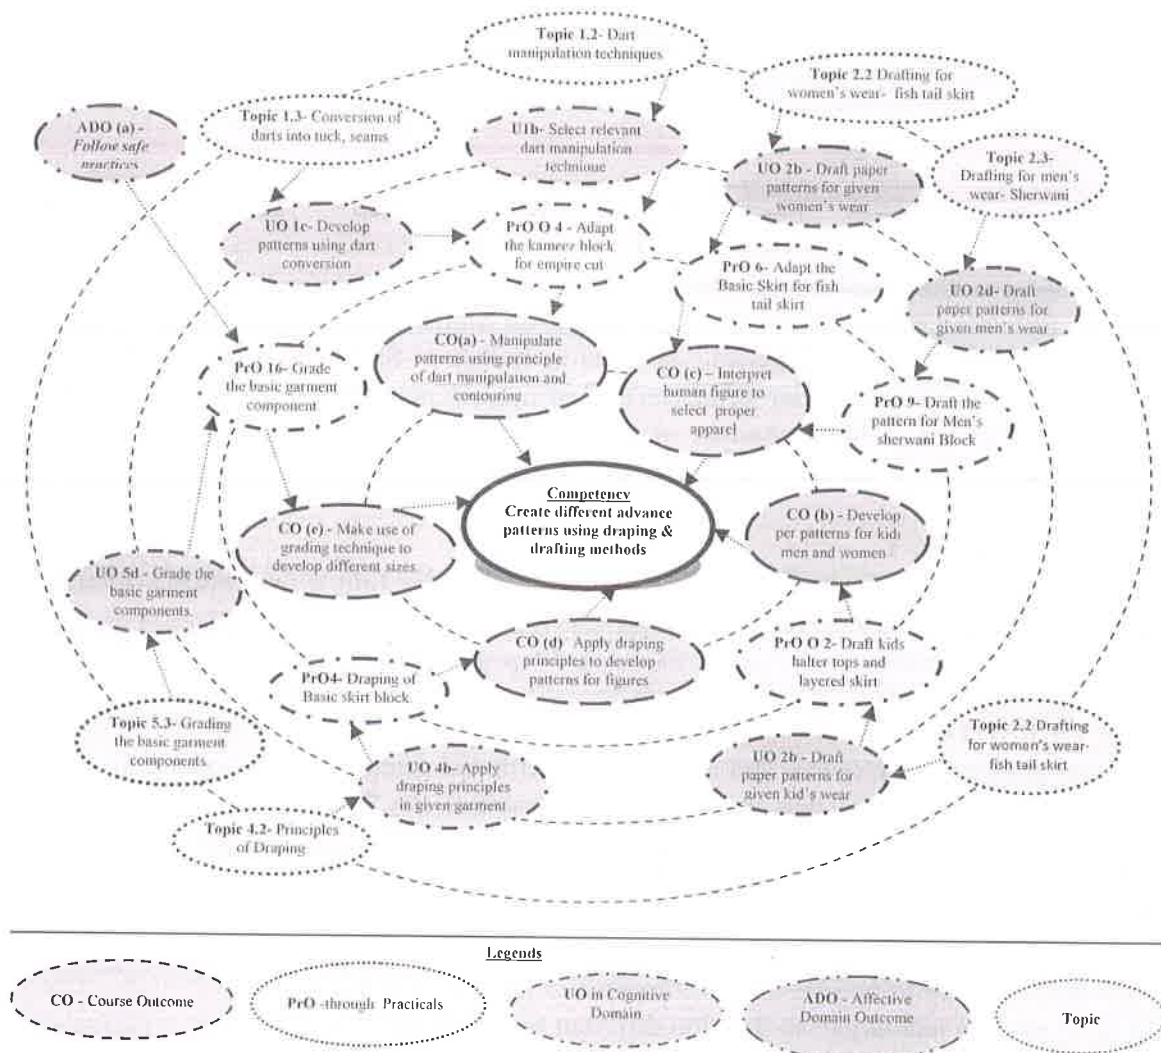 Topic 1.2- Dart
manipulation techniques
Topic 2.2 Drafting for
women's wear- fish tail skirt
Topic 1.3- Conversion of
darts into tuck, seams
ADO (a) -
Follow safe
practices
U1b- Select relevant
dart manipulation
technique
UO 2b - Draft paper
patterns for given
women's wear
Topic 2.3-
Drafting for men's
wear- Sherwani
UO 1c- Develop
patterns using dart
conversion
PrO O 4 - Adapt
the kameez block
for empire cut
PrO 6- Adapt the
Basic Skirt for fish
tail skirt
UO 2d- Draft
paper patterns for
given men's wear
CO(a) - Manipulate
patterns using principle
of dart manipulation and
contouring
CO (c) – Interpret
human figure to
select proper
apparel
PrO 16- Grade
the basic garment
component
PrO 9- Draft the
pattern for Men's
sherwani Block
Competency
Create different advance
patterns using draping &
drafting methods
CO (e) - Make use of
grading technique to
develop different sizes
CO (b) - Develop
per patterns for kids
men and women
UO 5d - Grade the
basic garment
components.
CO (d) Apply draping
principles to develop
patterns for figures
PrO O 2- Draft kids
halter tops and
layered skirt
PrO4- Draping of
Basic skirt block
Topic 5.3- Grading
the basic garment
components
UO 4b- Apply
draping principles
in given garment
UO 2b - Draft
paper patterns for
given kid's wear
Topic 2.2 Drafting
for women's wear-
fish tail skirt
Topic 4.2- Principles
of Draping
Legends
CO - Course Outcome
PrO -through Practicals
UO in Cognitive
Domain
ADO - Affective
Domain Outcome
Topic